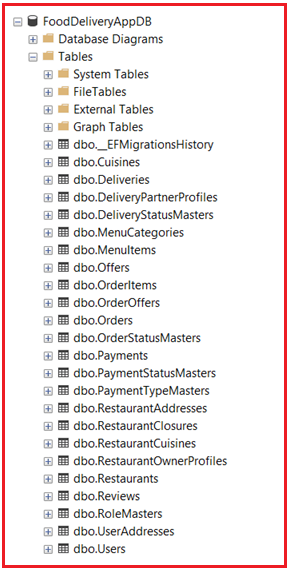 FoodDeliveryAppDB
Database Diagrams
Tables
System Tables
FileTables
External Tables
Graph Tables
dbo.__EFMigrationsHistory
dbo.Cuisines
dbo.Deliveries
dbo.DeliveryPartnerProfiles
dbo.DeliveryStatusMasters
dbo.MenuCategories
dbo.MenuItems
dbo.Offers
dbo.OrderItems
dbo.OrderOffers
dbo.Orders
dbo.OrderStatusMasters
dbo.Payments
dbo.PaymentStatusMasters
dbo.PaymentTypeMasters
dbo.RestaurantAddresses
dbo.RestaurantClosures
dbo.RestaurantCuisines
dbo.RestaurantOwnerProfiles
dbo.Restaurants
dbo.Reviews
dbo.RoleMasters
dbo.UserAddresses
dbo.Users